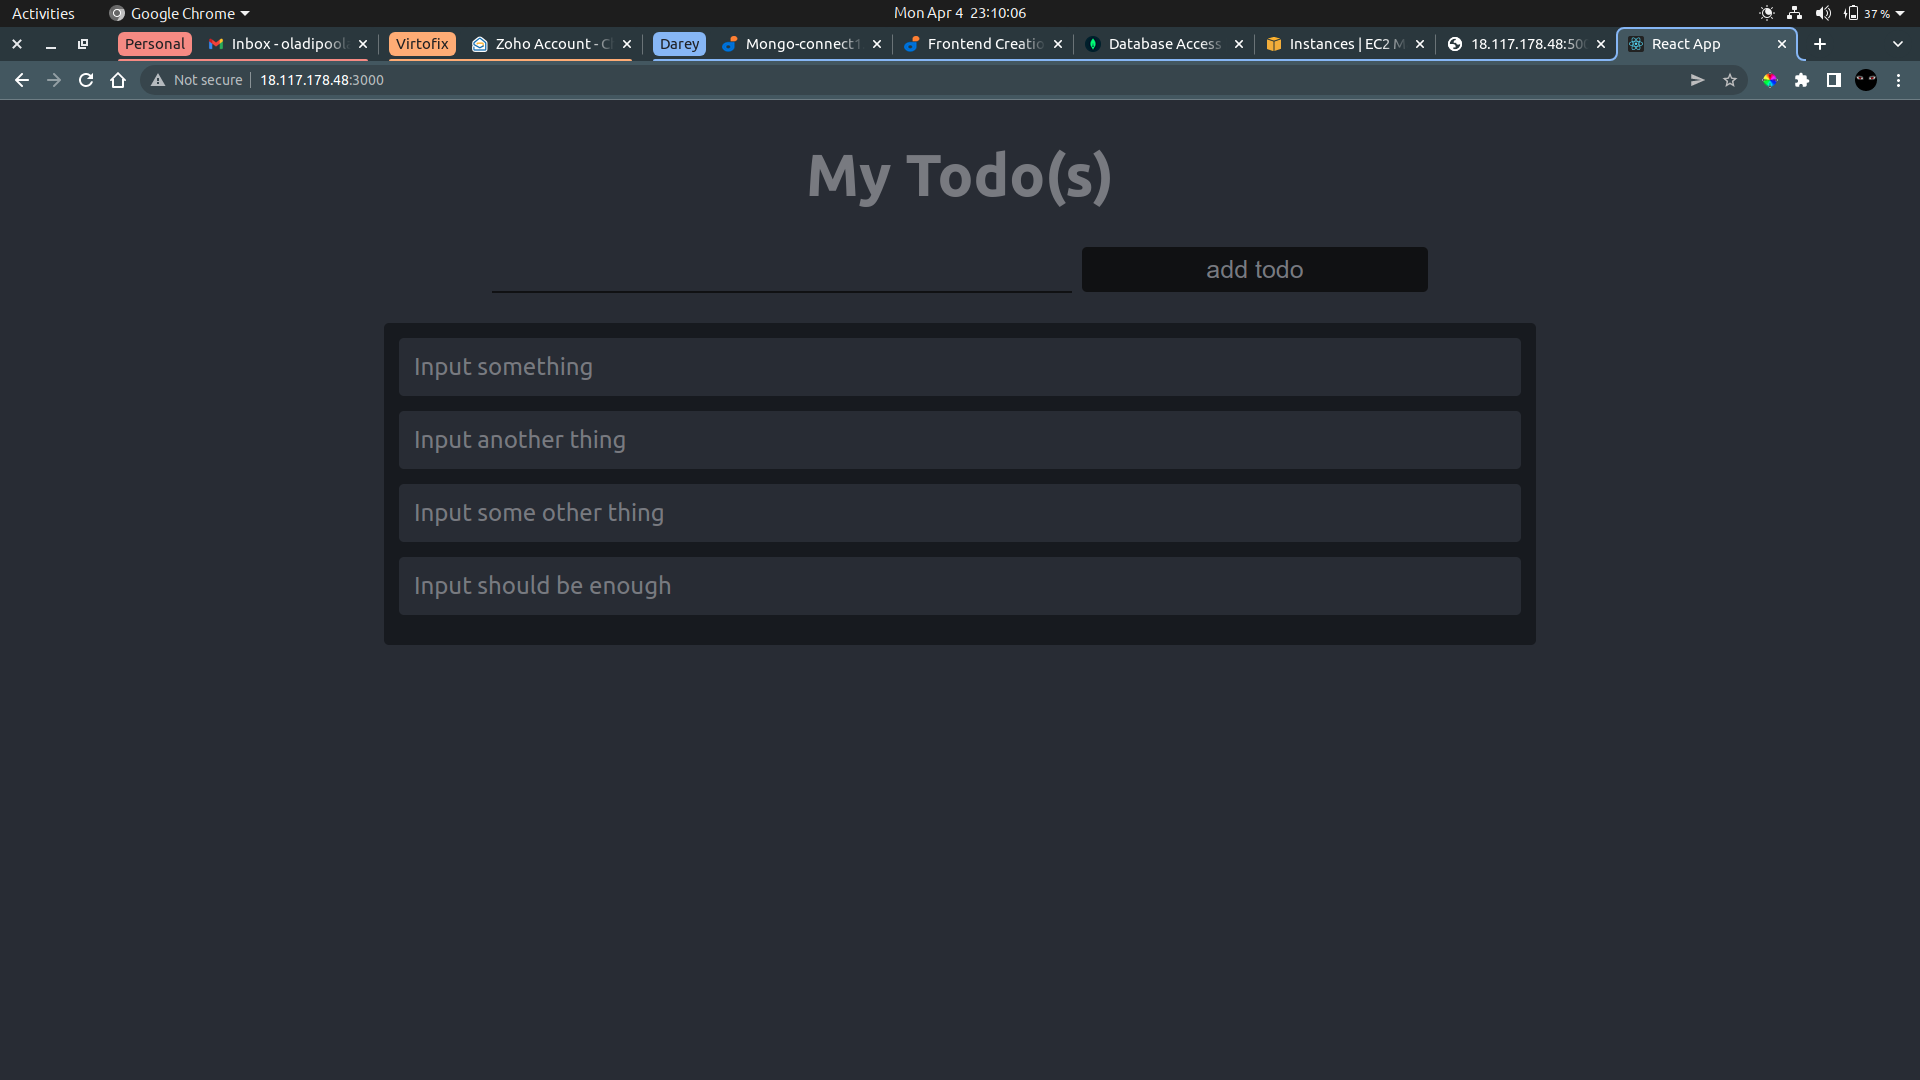 Activities Google Chrome Mon Apr 4 23:10:06 37 %
Personal Inbox - oladipool Virtofix Zoho Account - Cl Darey Mongo-connect1 Frontend Creatio Database Access Instances | EC2 M 18.117.178.48:500 React App
Not secure 18.117.178.48:3000
My Todo(s)
add todo
Input something
Input another thing
Input some other thing
Input should be enough